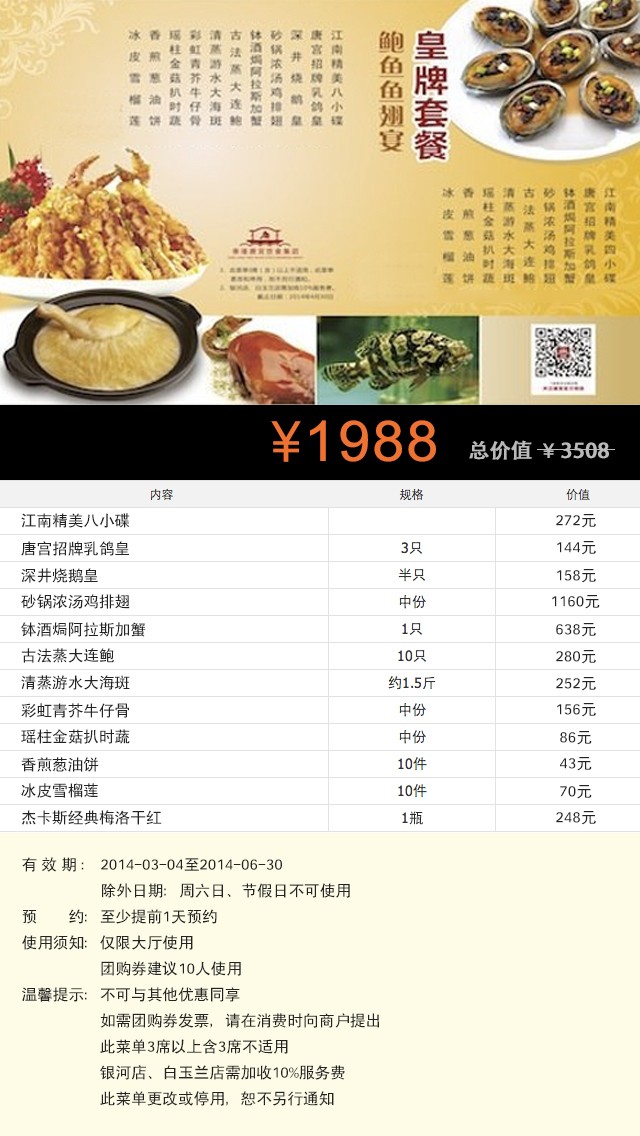 皇牌套餐
鲍鱼鱼翅宴
江南精美八小碟
唐宫招牌乳鸽皇
深井烧鹅皇
砂锅浓汤鸡排翅
钵酒焗阿拉斯加蟹
古法蒸大连鲍
清蒸游水大海斑
彩虹青芥牛仔骨
瑶柱金菇扒时蔬
香煎葱油饼
冰皮雪榴莲
江南精美四小碟
唐宫招牌乳鸽皇
钵酒焗阿拉斯加蟹
砂锅浓汤鸡排翅
古法蒸大连鲍
清蒸游水大海斑
瑶柱金菇扒时蔬
香煎葱油饼
冰皮雪榴莲
¥1988 总价值 ¥3508
内容 规格 价值
江南精美八小碟 272元
唐宫招牌乳鸽皇 3只 144元
深井烧鹅皇 半只 158元
砂锅浓汤鸡排翅 中份 1160元
钵酒焗阿拉斯加蟹 1只 638元
古法蒸大连鲍 10只 280元
清蒸游水大海斑 约1.5斤 252元
彩虹青芥牛仔骨 中份 156元
瑶柱金菇扒时蔬 中份 86元
香煎葱油饼 10件 43元
冰皮雪榴莲 10件 70元
杰卡斯经典梅洛干红 1瓶 248元
有效期: 2014-03-04至2014-06-30
除外日期: 周六日、节假日不可使用
预 约: 至少提前1天预约
使用须知: 仅限大厅使用
团购券建议10人使用
温馨提示: 不可与其他优惠同享
如需团购券发票, 请在消费时向商户提出
此菜单3席以上含3席不适用
银河店、白玉兰店需加收10%服务费
此菜单更改或停用, 恕不另行通知